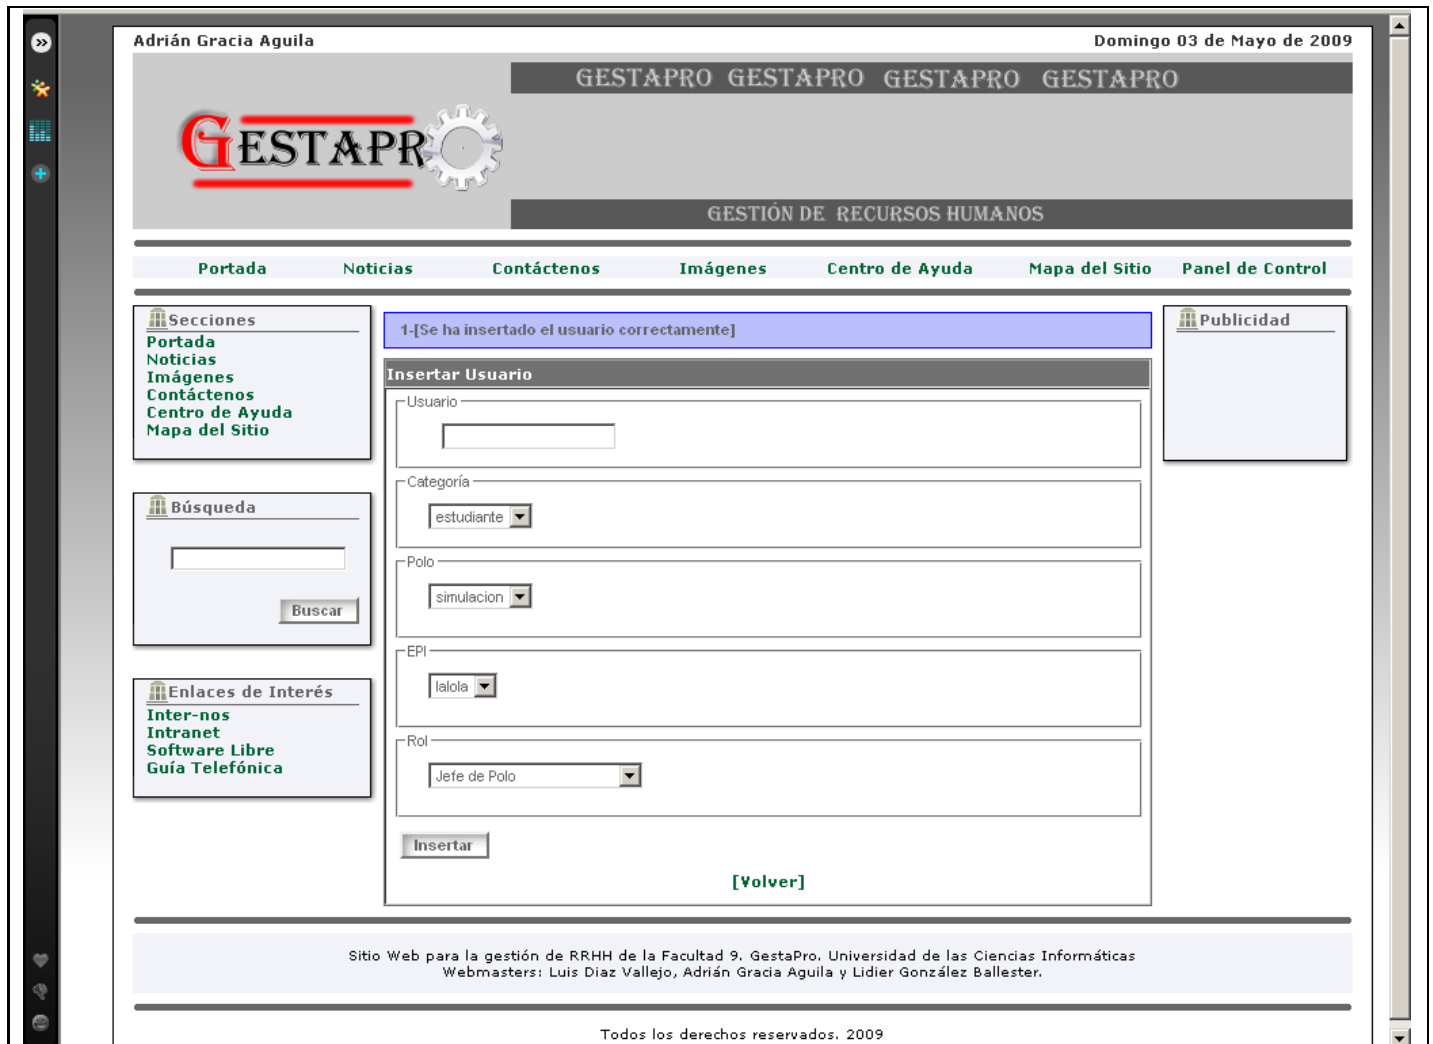 Adrián Gracia Aguila
Domingo 03 de Mayo de 2009
GESTAPRO GESTAPRO GESTAPRO GESTAPRO
GESTAPRO
GESTIÓN DE RECURSOS HUMANOS
Portada Noticias Contáctenos Imágenes Centro de Ayuda Mapa del Sitio Panel de Control
Secciones
Portada
Noticias
Imágenes
Contáctenos
Centro de Ayuda
Mapa del Sitio
Búsqueda
Buscar
Enlaces de Interés
Inter-nos
Intranet
Software Libre
Guía Telefónica
1-[Se ha insertado el usuario correctamente]
Insertar Usuario
Usuario
Categoría
estudiante
Polo
simulacion
EPI
lalola
Rol
Jefe de Polo
Insertar
[Volver]
Publicidad
Sitio Web para la gestión de RRHH de la Facultad 9. GestaPro. Universidad de las Ciencias Informáticas
Webmasters: Luis Diaz Vallejo, Adrián Gracia Aguila y Lidier González Ballester.
Todos los derechos reservados. 2009